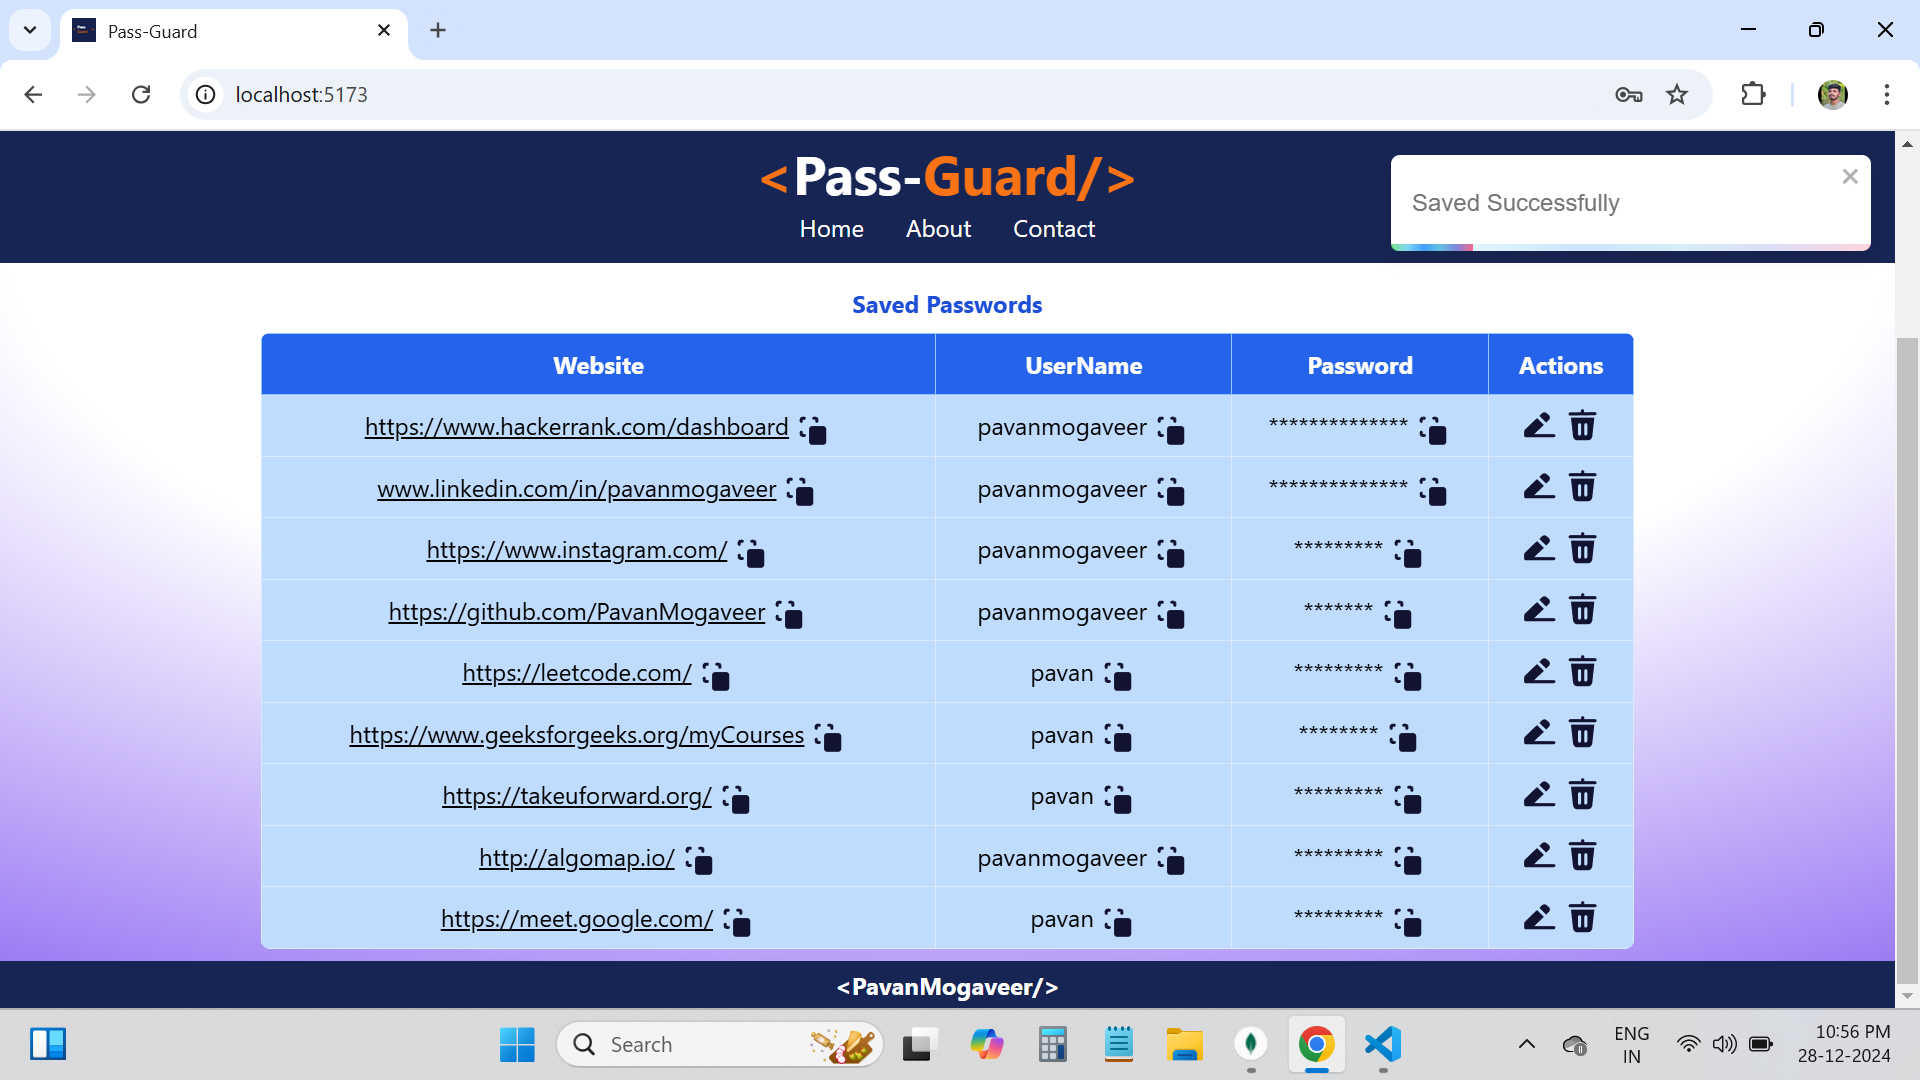 Pass-Guard
localhost:5173
<Pass-Guard/>
Home About Contact
Saved Successfully
Saved Passwords
Website UserName Password Actions
https://www.hackerrank.com/dashboard pavanmogaveer **************
www.linkedin.com/in/pavanmogaveer pavanmogaveer **************
https://www.instagram.com/ pavanmogaveer *********
https://github.com/PavanMogaveer pavanmogaveer *******
https://leetcode.com/ pavan *********
https://www.geeksforgeeks.org/myCourses pavan ********
https://takeuforward.org/ pavan *********
http://algomap.io/ pavanmogaveer *********
https://meet.google.com/ pavan *********
<PavanMogaveer/>
Search
ENG
IN
10:56 PM
28-12-2024